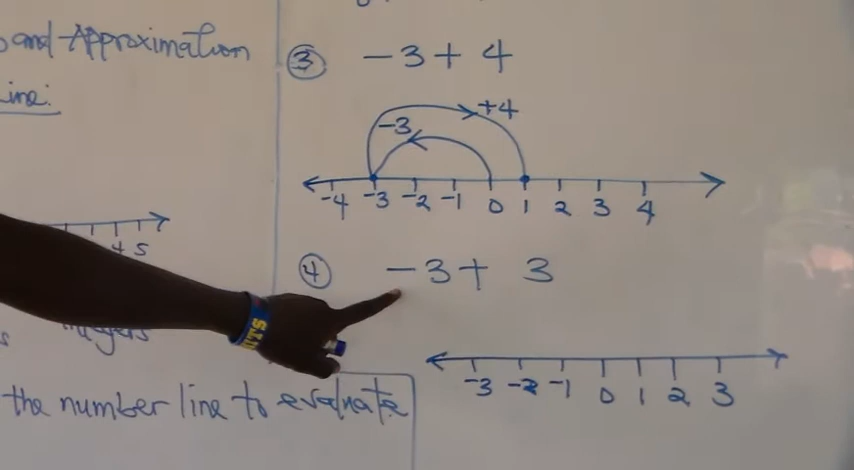 and Approximation
Line:
4 5
the number line to evaluate
③ -3 + 4
-3 +4
-4 -3 -2 -1 0 1 2 3 4
④ -3 + 3
-3 -2 -1 0 1 2 3